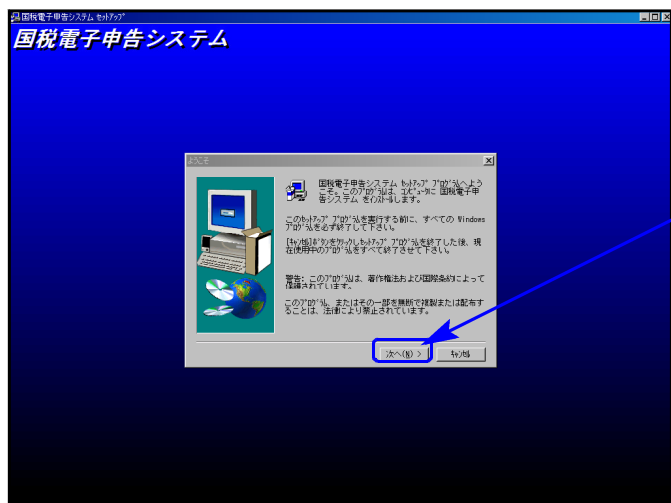 国税電子申告システム ｾｯﾄｱｯﾌﾟ
国税電子申告システム
ようこそ
国税電子申告システム ｾｯﾄｱｯﾌﾟ ﾌﾟﾛｸﾞﾗﾑへよう
こそ。このﾌﾟﾛｸﾞﾗﾑは、ｺﾝﾋﾟｭｰﾀに 国税電子申
告システム をｲﾝｽﾄｰﾙします。
このｾｯﾄｱｯﾌﾟ ﾌﾟﾛｸﾞﾗﾑを実行する前に、すべての Windows
ﾌﾟﾛｸﾞﾗﾑを必ず終了して下さい。
[ｷｬﾝｾﾙ]ﾎﾞﾀﾝをｸﾘｯｸしｾｯﾄｱｯﾌﾟ ﾌﾟﾛｸﾞﾗﾑを終了した後、現
在使用中のﾌﾟﾛｸﾞﾗﾑをすべて終了させて下さい。
警告: このﾌﾟﾛｸﾞﾗﾑは、著作権法および国際条約によって
保護されています。
このﾌﾟﾛｸﾞﾗﾑ、またはその一部を無断で複製または配布す
ることは、法律により禁止されています。
次へ(N) >
ｷｬﾝｾﾙ